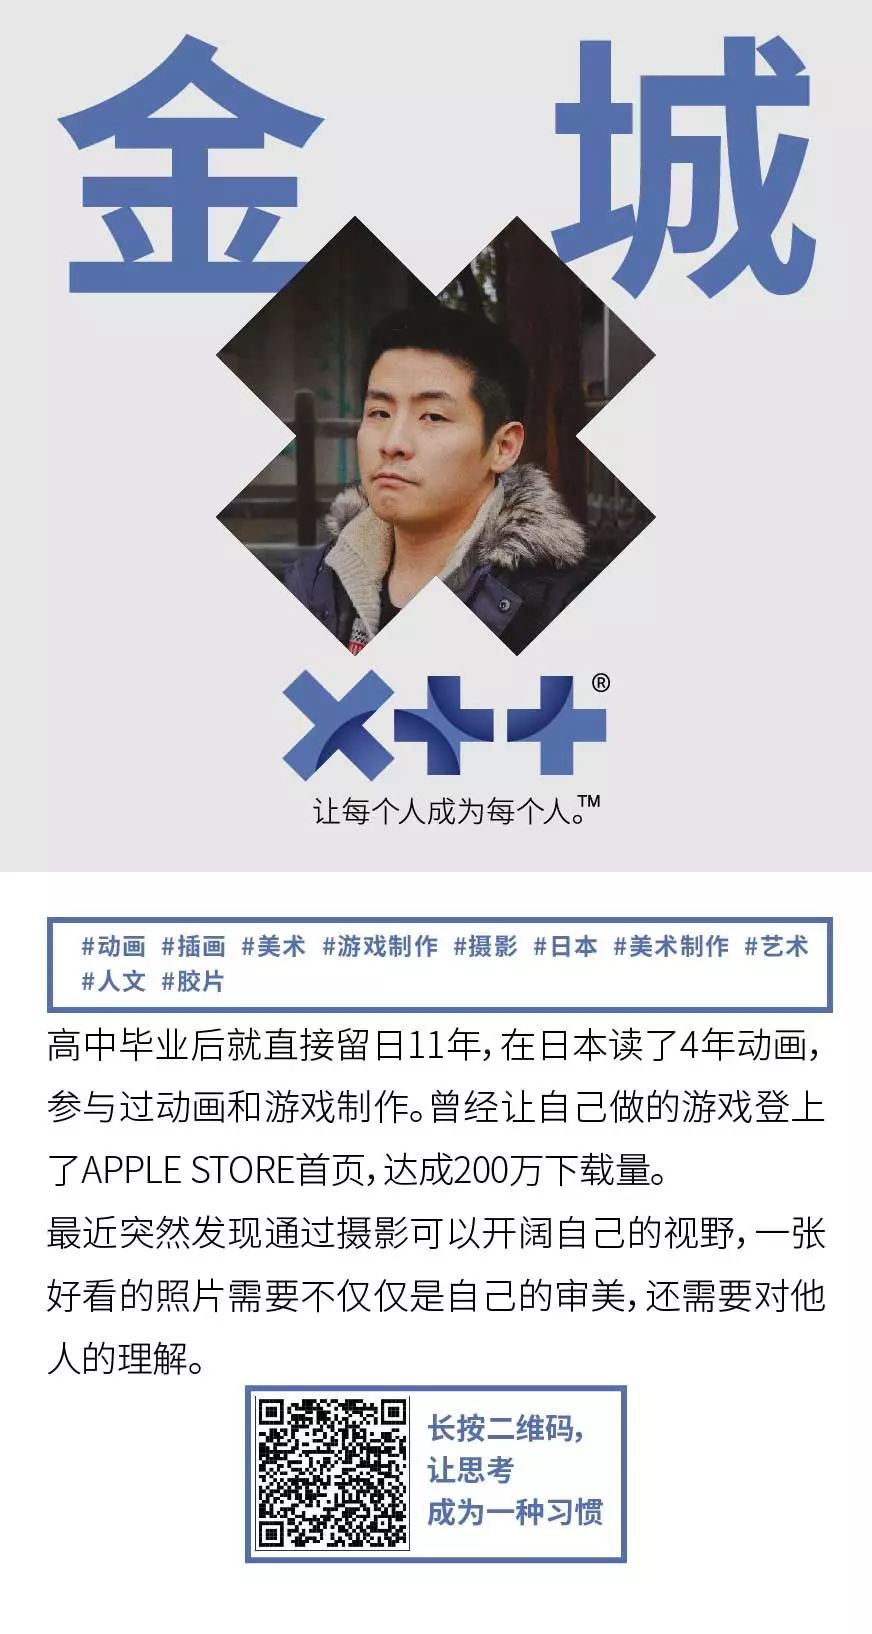 金城
x++®
让每个人成为每个人。™
#动画 #插画 #美术 #游戏制作 #摄影 #日本 #美术制作 #艺术
#人文 #胶片
高中毕业后就直接留日11年，在日本读了4年动画，
参与过动画和游戏制作。曾经让自己做的游戏登上
了APPLE STORE首页，达成200万下载量。
最近突然发现通过摄影可以开阔自己的视野，一张
好看的照片需要不仅仅是自己的审美，还需要对他
人的理解。
长按二维码，
让思考
成为一种习惯